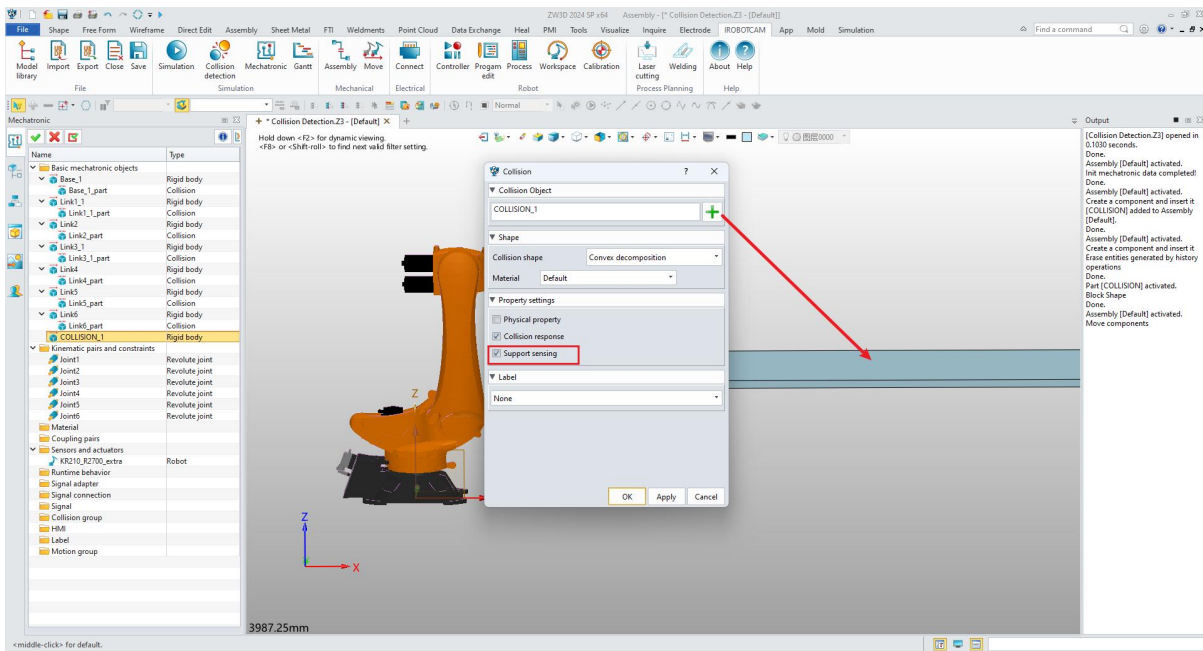 ZW3D 2024 SP x64 Assembly - [* Collision Detection.Z3 - [Default]]
File Shape Free Form Wireframe Direct Edit Assembly Sheet Metal FTI Weldments Point Cloud Data Exchange Heal PMI Tools Visualize Inquire Electrode IROBOTCAM App Mold Simulation Find a command
Model library Import Export Close Save Simulation Collision detection Mechatronic Gantt Assembly Move Connect Controller Progam edit Process Workspace Calibration Laser cutting Welding About Help
File Simulation Mechanical Electrical Robot Process Planning Help
Normal
Mechatronic
* Collision Detection.Z3 - [Default]
Name Type
Basic mechatronic objects
Base_1 Rigid body
Base_1_part Collision
Link1_1 Rigid body
Link1_1_part Collision
Link2 Rigid body
Link2_part Collision
Link3_1 Rigid body
Link3_1_part Collision
Link4 Rigid body
Link4_part Collision
Link5 Rigid body
Link5_part Collision
Link6 Rigid body
Link6_part Collision
COLLISION_1 Rigid body
Kinematic pairs and constraints
Joint1 Revolute joint
Joint2 Revolute joint
Joint3 Revolute joint
Joint4 Revolute joint
Joint5 Revolute joint
Joint6 Revolute joint
Material
Coupling pairs
Sensors and actuators
KR210_R2700_extra Robot
Runtime behavior
Signal adapter
Signal connection
Signal
Collision group
HMI
Label
Motion group
Hold down <F2> for dynamic viewing.
<F8> or <Shift-roll> to find next valid filter setting.
图层0000
Collision ? X
Collision Object
COLLISION_1
Shape
Collision shape Convex decomposition
Material Default
Property settings
Physical property
Collision response
Support sensing
Label
None
OK Apply Cancel
Z
Z
X
3987.25mm
Output
[Collision Detection.Z3] opened in
0.1030 seconds.
Done.
Assembly [Default] activated.
Init mechatronic data completed!
Done.
Assembly [Default] activated.
Create a component and insert it
[COLLISION] added to Assembly
[Default].
Done.
Assembly [Default] activated.
Create a component and insert it
Erase entities generated by history
operations
Done.
Part [COLLISION] activated.
Block Shape
Done.
Assembly [Default] activated.
Move components
<middle-click> for default.